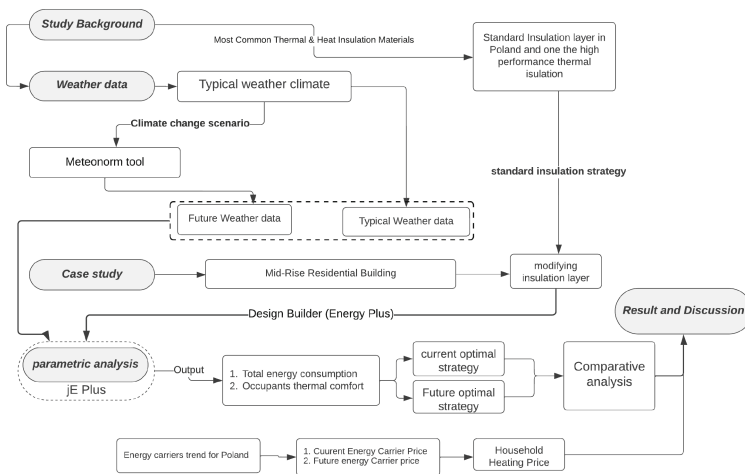 Study Background
Most Common Thermal & Heat Insulation Materials
Standard Insulation layer in
Poland and one the high
performance thermal
isulation
Weather data
Typical weather climate
Climate change scenario
Meteonorm tool
standard insulation strategy
Future Weather data
Typical Weather data
Case study
Mid-Rise Residential Building
modifying
insulation layer
Design Builder (Energy Plus)
Result and Discussion
parametric analysis
jE Plus
Output
1. Total energy consumption
2. Occupants thermal comfort
current optimal
strategy
Future optimal
strategy
Comparative
analysis
Energy carriers trend for Poland
1. Cuurent Energy Carrier Price
2. Future energy Carrier price
Household
Heating Price